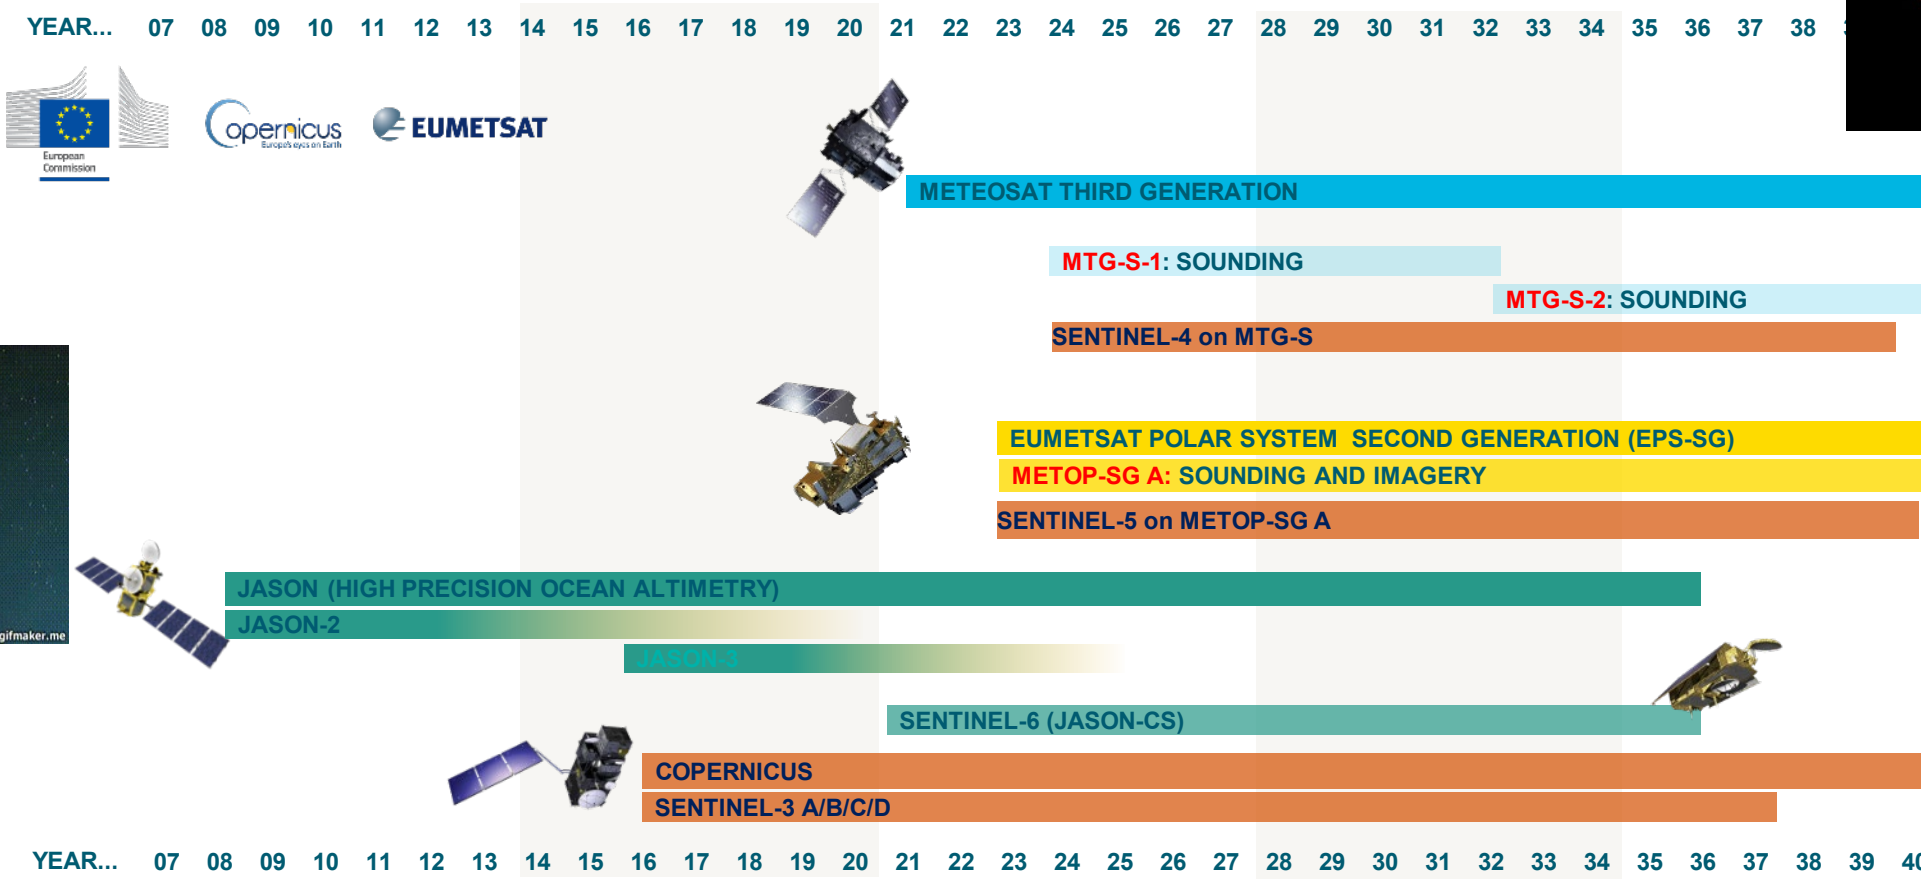 YEAR... 07 08 09 10 11 12 13 14 15 16 17 18 19 20 21 22 23 24 25 26 27 28 29 30 31 32 33 34 35 36 37 38
European
Commission
opernicus
Europe's eyes on Earth
EUMETSAT
METEOSAT THIRD GENERATION
MTG-S-1: SOUNDING
MTG-S-2: SOUNDING
SENTINEL-4 on MTG-S
EUMETSAT POLAR SYSTEM SECOND GENERATION (EPS-SG)
METOP-SG A: SOUNDING AND IMAGERY
SENTINEL-5 on METOP-SG A
JASON (HIGH PRECISION OCEAN ALTIMETRY)
JASON-2
gifmaker.me
JASON-3
SENTINEL-6 (JASON-CS)
COPERNICUS
SENTINEL-3 A/B/C/D
YEAR... 07 08 09 10 11 12 13 14 15 16 17 18 19 20 21 22 23 24 25 26 27 28 29 30 31 32 33 34 35 36 37 38 39 40